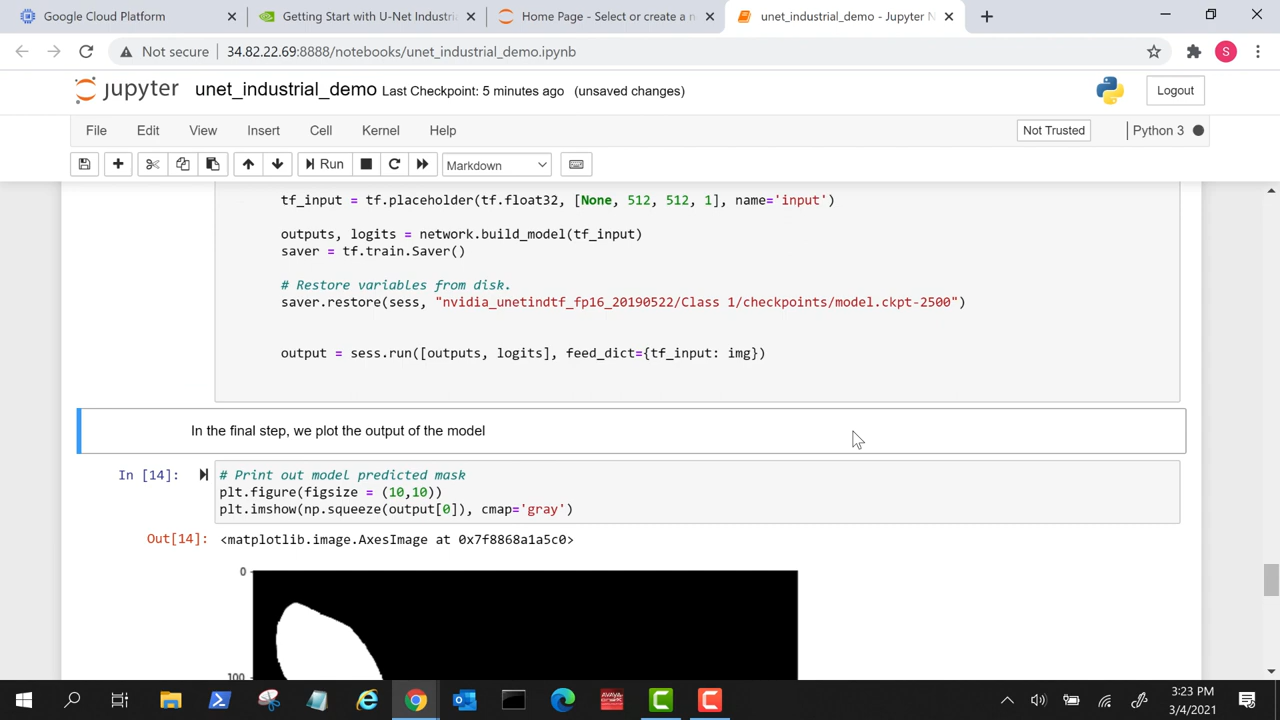 Google Cloud Platform
Getting Start with U-Net Industri
Home Page - Select or create a n
unet_industrial_demo - Jupyter N
Not secure
34.82.22.69:8888/notebooks/unet_industrial_demo.ipynb
S
jupyter
unet_industrial_demo Last Checkpoint: 5 minutes ago (unsaved changes)
Logout
File Edit View Insert Cell Kernel Help
Not Trusted
Python 3
Run
Markdown
tf_input = tf.placeholder(tf.float32, [None, 512, 512, 1], name='input')
outputs, logits = network.build_model(tf_input)
saver = tf.train.Saver()
# Restore variables from disk.
saver.restore(sess, "nvidia_unetindtf_fp16_20190522/Class 1/checkpoints/model.ckpt-2500")
output = sess.run([outputs, logits], feed_dict={tf_input: img})
In the final step, we plot the output of the model
In [14]:
# Print out model predicted mask
plt.figure(figsize = (10,10))
plt.imshow(np.squeeze(output[0]), cmap='gray')
Out[14]:
<matplotlib.image.AxesImage at 0x7f8868a1a5c0>
0
100
AVAYA
3:23 PM
3/4/2021